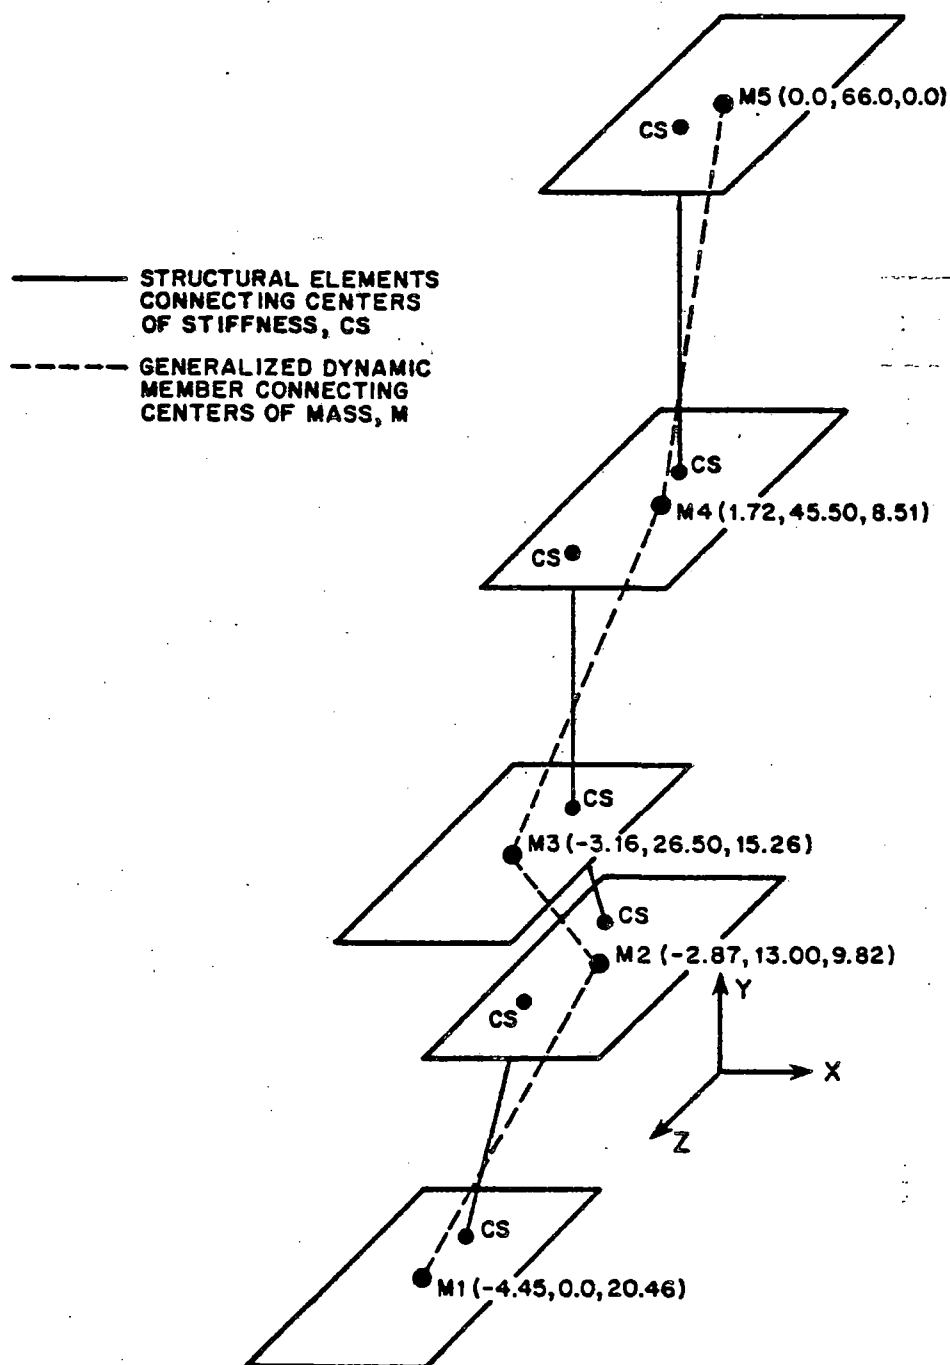 M5 (0.0, 66.0, 0.0)
CS
STRUCTURAL ELEMENTS
CONNECTING CENTERS
OF STIFFNESS, CS
GENERALIZED DYNAMIC
MEMBER CONNECTING
CENTERS OF MASS, M
CS
M4 (1.72, 45.50, 8.51)
CS
CS
M3 (-3.16, 26.50, 15.26)
CS
M2 (-2.87, 13.00, 9.82)
CS
Y
X
Z
CS
M1 (-4.45, 0.0, 20.46)